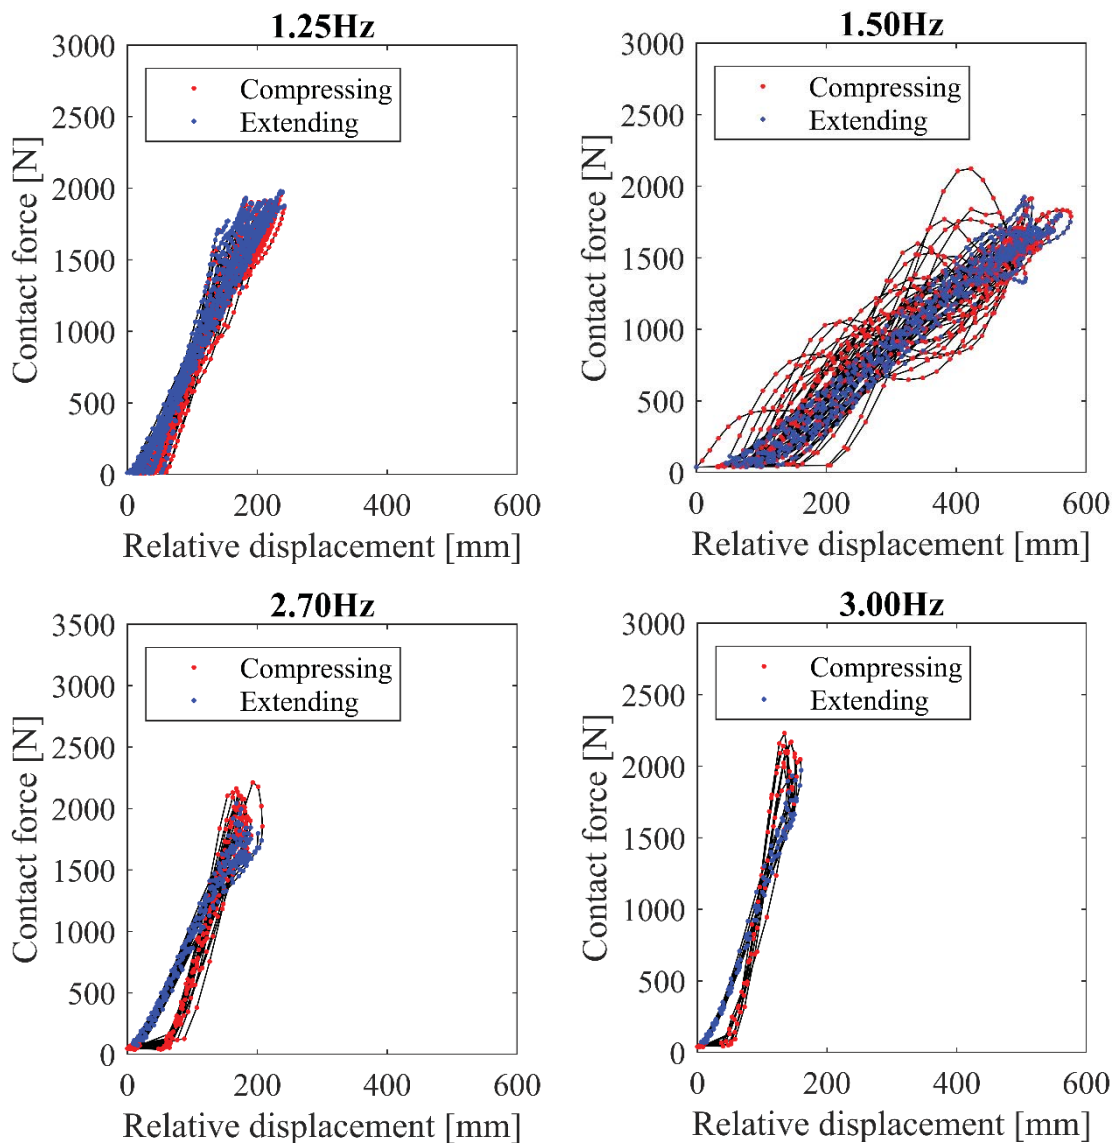 1.25Hz
3000
2500
2000
1500
1000
500
0
Contact force [N]
Compressing
Extending
0 200 400 600
Relative displacement [mm]
1.50Hz
3000
2500
2000
1500
1000
500
0
Contact force [N]
Compressing
Extending
0 200 400 600
Relative displacement [mm]
2.70Hz
3500
3000
2500
2000
1500
1000
500
0
Contact force [N]
Compressing
Extending
0 200 400 600
Relative displacement [mm]
3.00Hz
3000
2500
2000
1500
1000
500
0
Contact force [N]
Compressing
Extending
0 200 400 600
Relative displacement [mm]